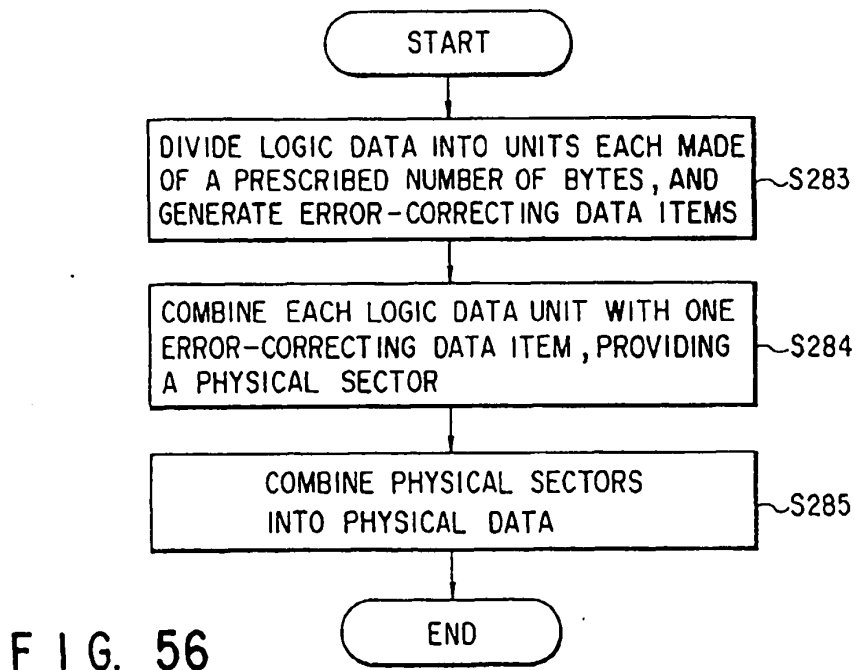 START
DIVIDE LOGIC DATA INTO UNITS EACH MADE
OF A PRESCRIBED NUMBER OF BYTES, AND
GENERATE ERROR-CORRECTING DATA ITEMS
S283
COMBINE EACH LOGIC DATA UNIT WITH ONE
ERROR-CORRECTING DATA ITEM, PROVIDING
A PHYSICAL SECTOR
S284
COMBINE PHYSICAL SECTORS
INTO PHYSICAL DATA
S285
END
FIG. 56